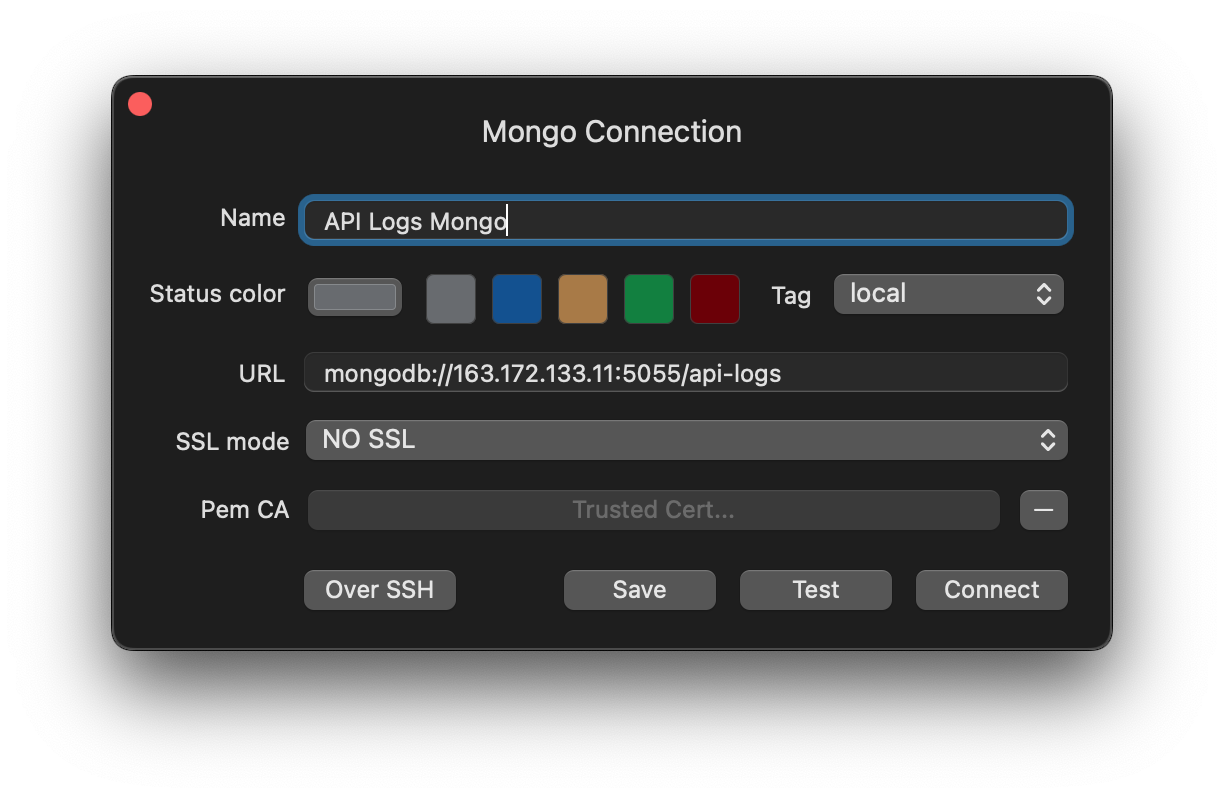 Mongo Connection
Name API Logs Mongo
Status color Tag local
URL mongodb://163.172.133.11:5055/api-logs
SSL mode NO SSL
Pem CA Trusted Cert...
Over SSH Save Test Connect